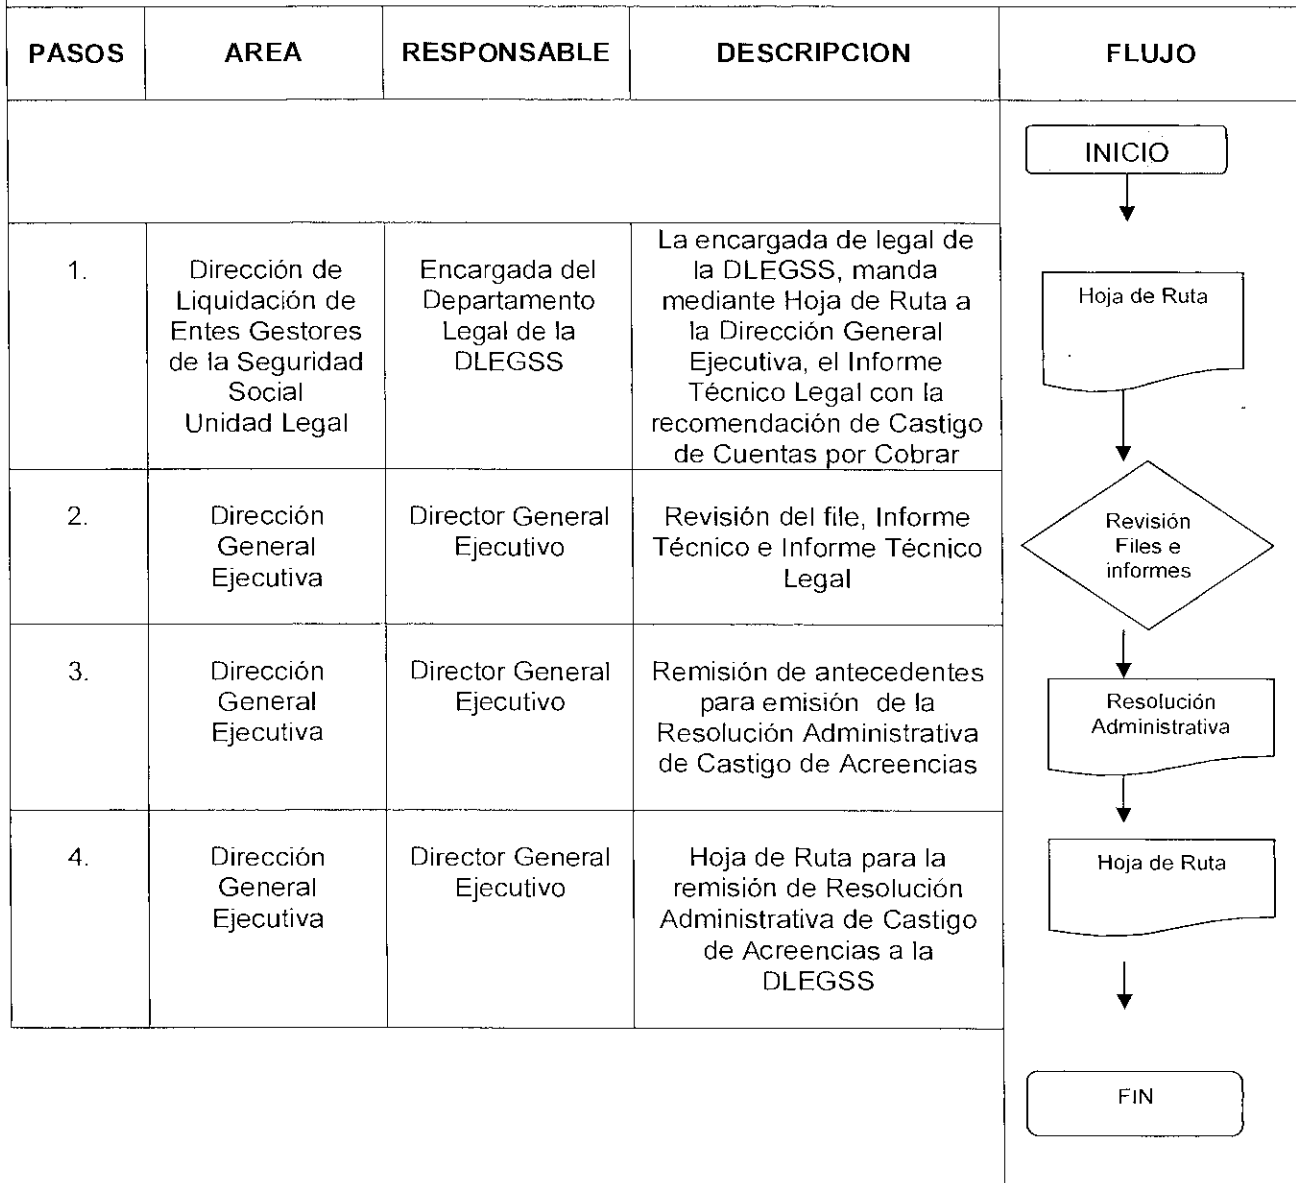 PASOS AREA RESPONSABLE DESCRIPCION FLUJO
INICIO
1.
Dirección de
Liquidación de
Entes Gestores
de la Seguridad
Social
Unidad Legal
Encargada del
Departamento
Legal de la
DLEGSS
La encargada de legal de
la DLEGSS, manda
mediante Hoja de Ruta a
la Dirección General
Ejecutiva, el Informe
Técnico Legal con la
recomendación de Castigo
de Cuentas por Cobrar
Hoja de Ruta
2.
Dirección
General
Ejecutiva
Director General
Ejecutivo
Revisión del file, Informe
Técnico e Informe Técnico
Legal
Revisión
Files e
informes
3.
Dirección
General
Ejecutiva
Director General
Ejecutivo
Remisión de antecedentes
para emisión de la
Resolución Administrativa
de Castigo de Acreencias
Resolución
Administrativa
4.
Dirección
General
Ejecutiva
Director General
Ejecutivo
Hoja de Ruta para la
remisión de Resolución
Administrativa de Castigo
de Acreencias a la
DLEGSS
Hoja de Ruta
FIN